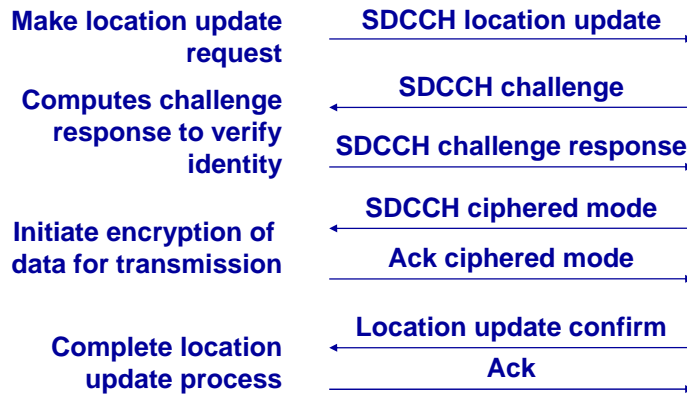 Make location update
request
SDCCH location update
Computes challenge
response to verify
identity
SDCCH challenge
SDCCH challenge response
Initiate encryption of
data for transmission
SDCCH ciphered mode
Ack ciphered mode
Complete location
update process
Location update confirm
Ack